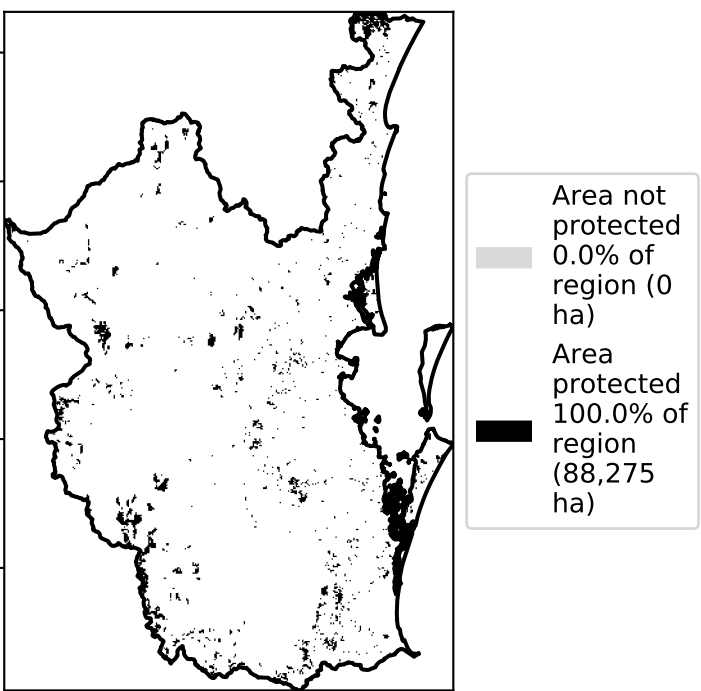 Area not
protected
0.0% of
region (0
ha)
Area
protected
100.0% of
region
(88,275
ha)